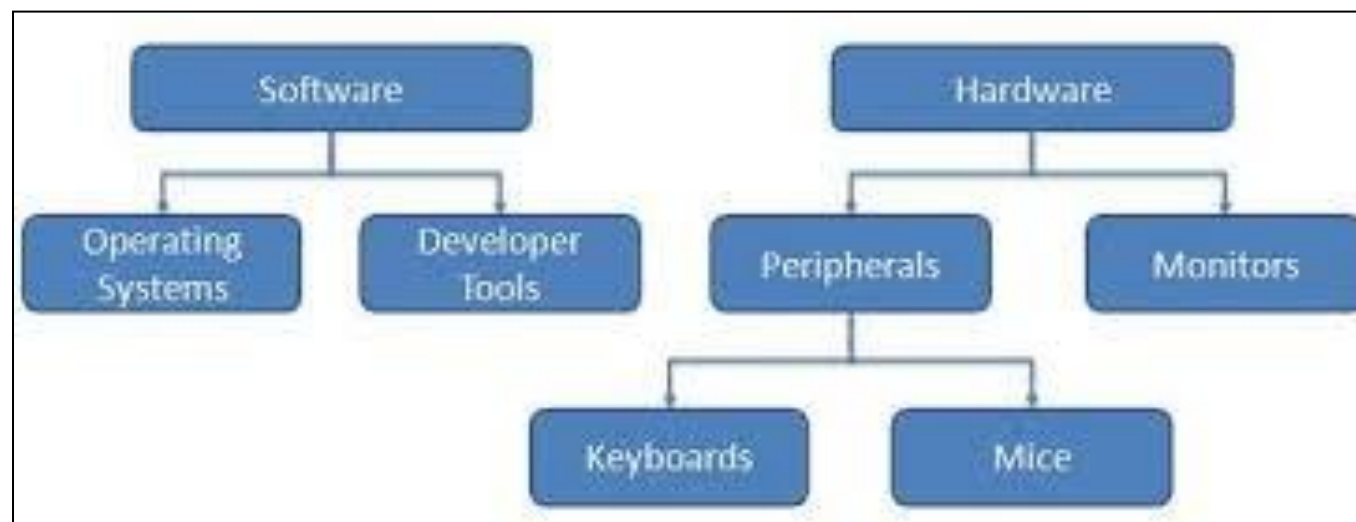 Software
Hardware
Operating
Systems
Developer
Tools
Peripherals
Monitors
Keyboards
Mice